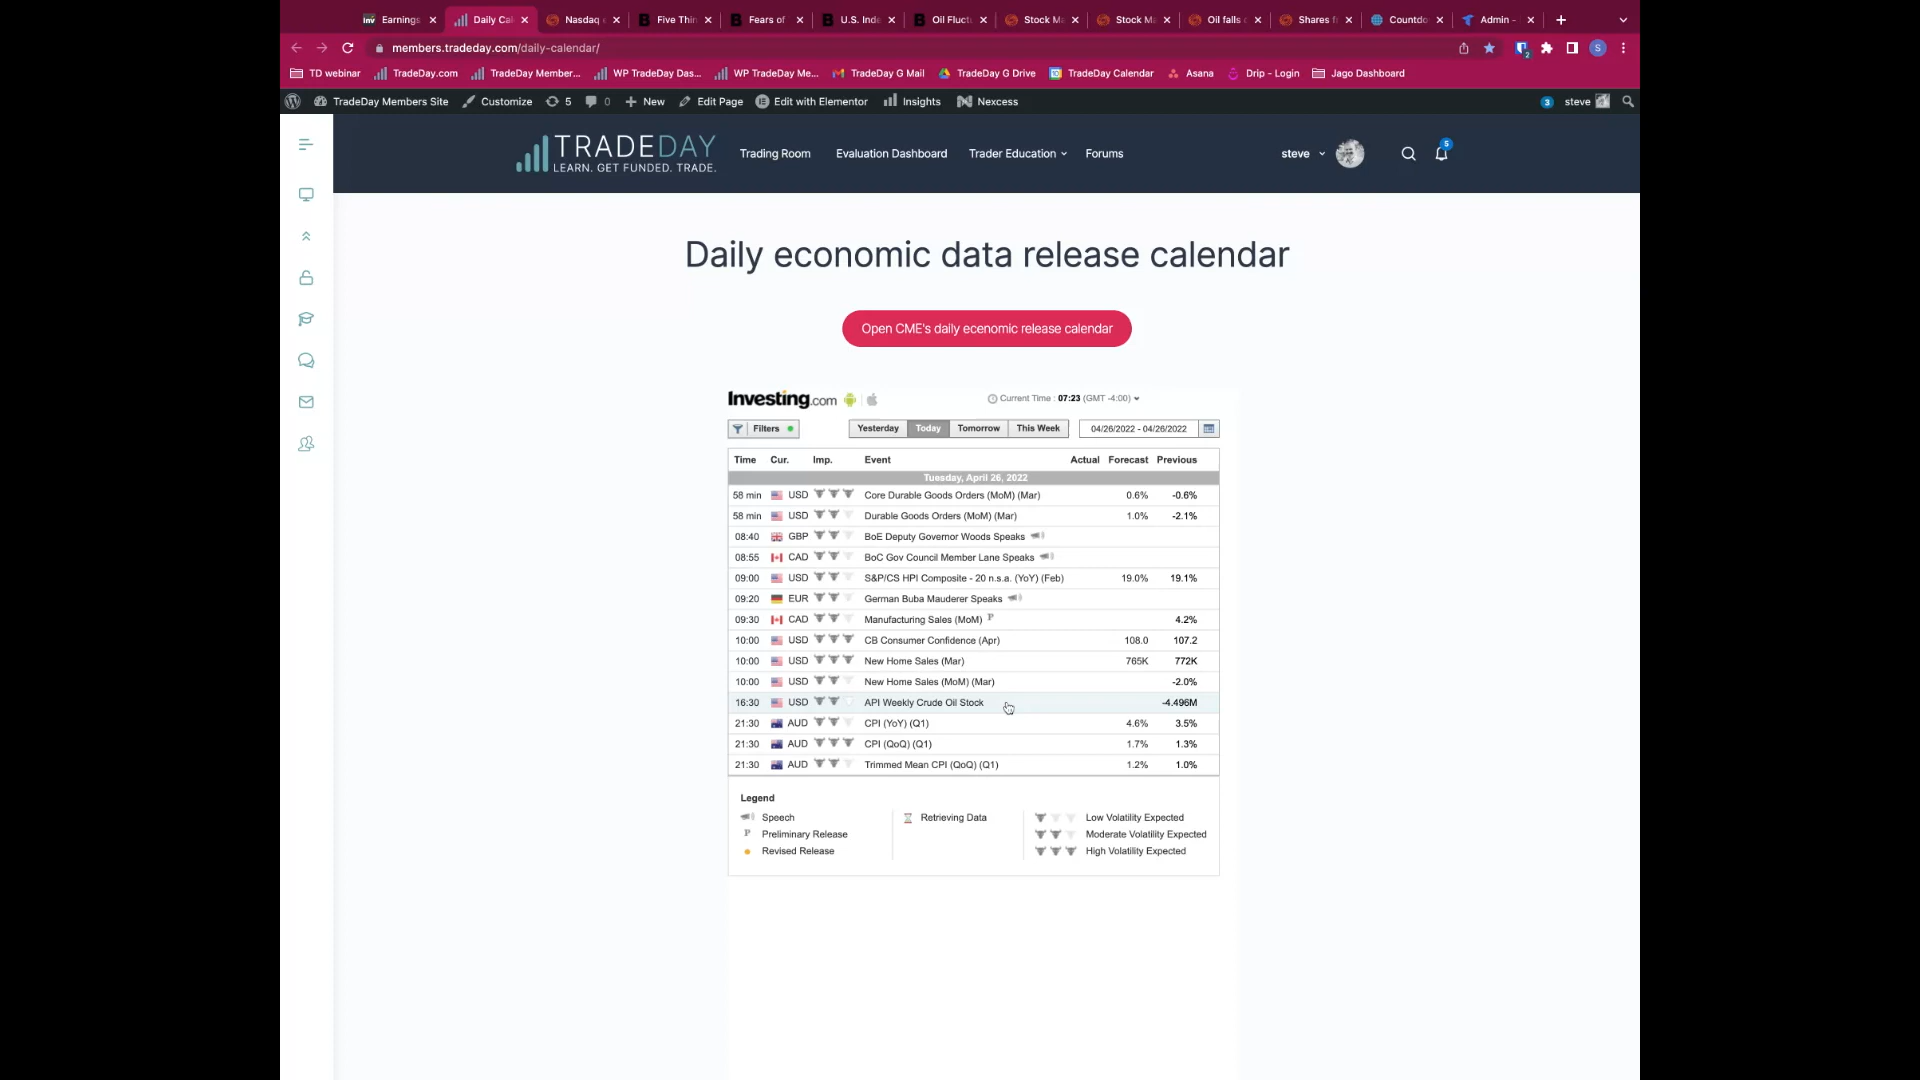 Earnings
Daily Cal
Nasdaq
Five Thin
Fears of
U.S. Inde
Oil Fluct
Stock Ma
Stock Ma
Oil falls
Shares f
Countdo
Admin -
members.tradeday.com/daily-calendar/
2
S
TD webinar
TradeDay.com
TradeDay Member...
WP TradeDay Das...
WP TradeDay Me...
TradeDay G Mail
TradeDay G Drive
TradeDay Calendar
Asana
Drip - Login
Jago Dashboard
TradeDay Members Site
Customize
5
0
New
Edit Page
Edit with Elementor
Insights
Nexcess
3
steve
TRADEDAY
LEARN. GET FUNDED. TRADE.
Trading Room
Evaluation Dashboard
Trader Education
Forums
steve
5
Daily economic data release calendar
Open CME's daily economic release calendar
Investing.com
Current Time : 07:23 (GMT -4:00)
Filters
Yesterday Today Tomorrow This Week
04/26/2022 - 04/26/2022
Time Cur. Imp. Event Actual Forecast Previous
Tuesday, April 26, 2022
58 min USD Core Durable Goods Orders (MoM) (Mar) 0.6% -0.6%
58 min USD Durable Goods Orders (MoM) (Mar) 1.0% -2.1%
08:40 GBP BoE Deputy Governor Woods Speaks
08:55 CAD BoC Gov Council Member Lane Speaks
09:00 USD S&P/CS HPI Composite - 20 n.s.a. (YoY) (Feb) 19.0% 19.1%
09:20 EUR German Buba Mauderer Speaks
09:30 CAD Manufacturing Sales (MoM) P 4.2%
10:00 USD CB Consumer Confidence (Apr) 108.0 107.2
10:00 USD New Home Sales (Mar) 765K 772K
10:00 USD New Home Sales (MoM) (Mar) -2.0%
16:30 USD API Weekly Crude Oil Stock -4.496M
21:30 AUD CPI (YoY) (Q1) 4.6% 3.5%
21:30 AUD CPI (QoQ) (Q1) 1.7% 1.3%
21:30 AUD Trimmed Mean CPI (QoQ) (Q1) 1.2% 1.0%
Legend
Speech
Retrieving Data
Low Volatility Expected
P Preliminary Release
Moderate Volatility Expected
Revised Release
High Volatility Expected